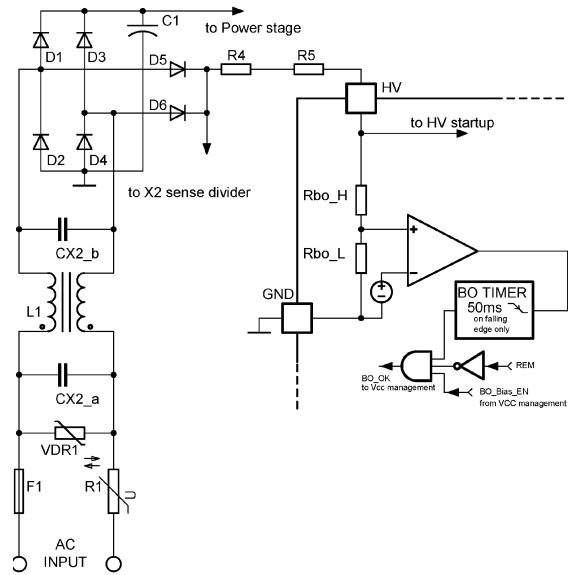 C1
to Power stage
D1
D3
D5
R4
R5
HV
D6
to HV startup
D2
D4
to X2 sense divider
Rbo_H
+
CX2_b
Rbo_L
−
+
−
GND
L1
BO TIMER
50ms
on falling
edge only
REM
BO_OK
to Vcc management
BO_Bias_EN
from VCC management
CX2_a
VDR1
F1
R1
U
AC
INPUT